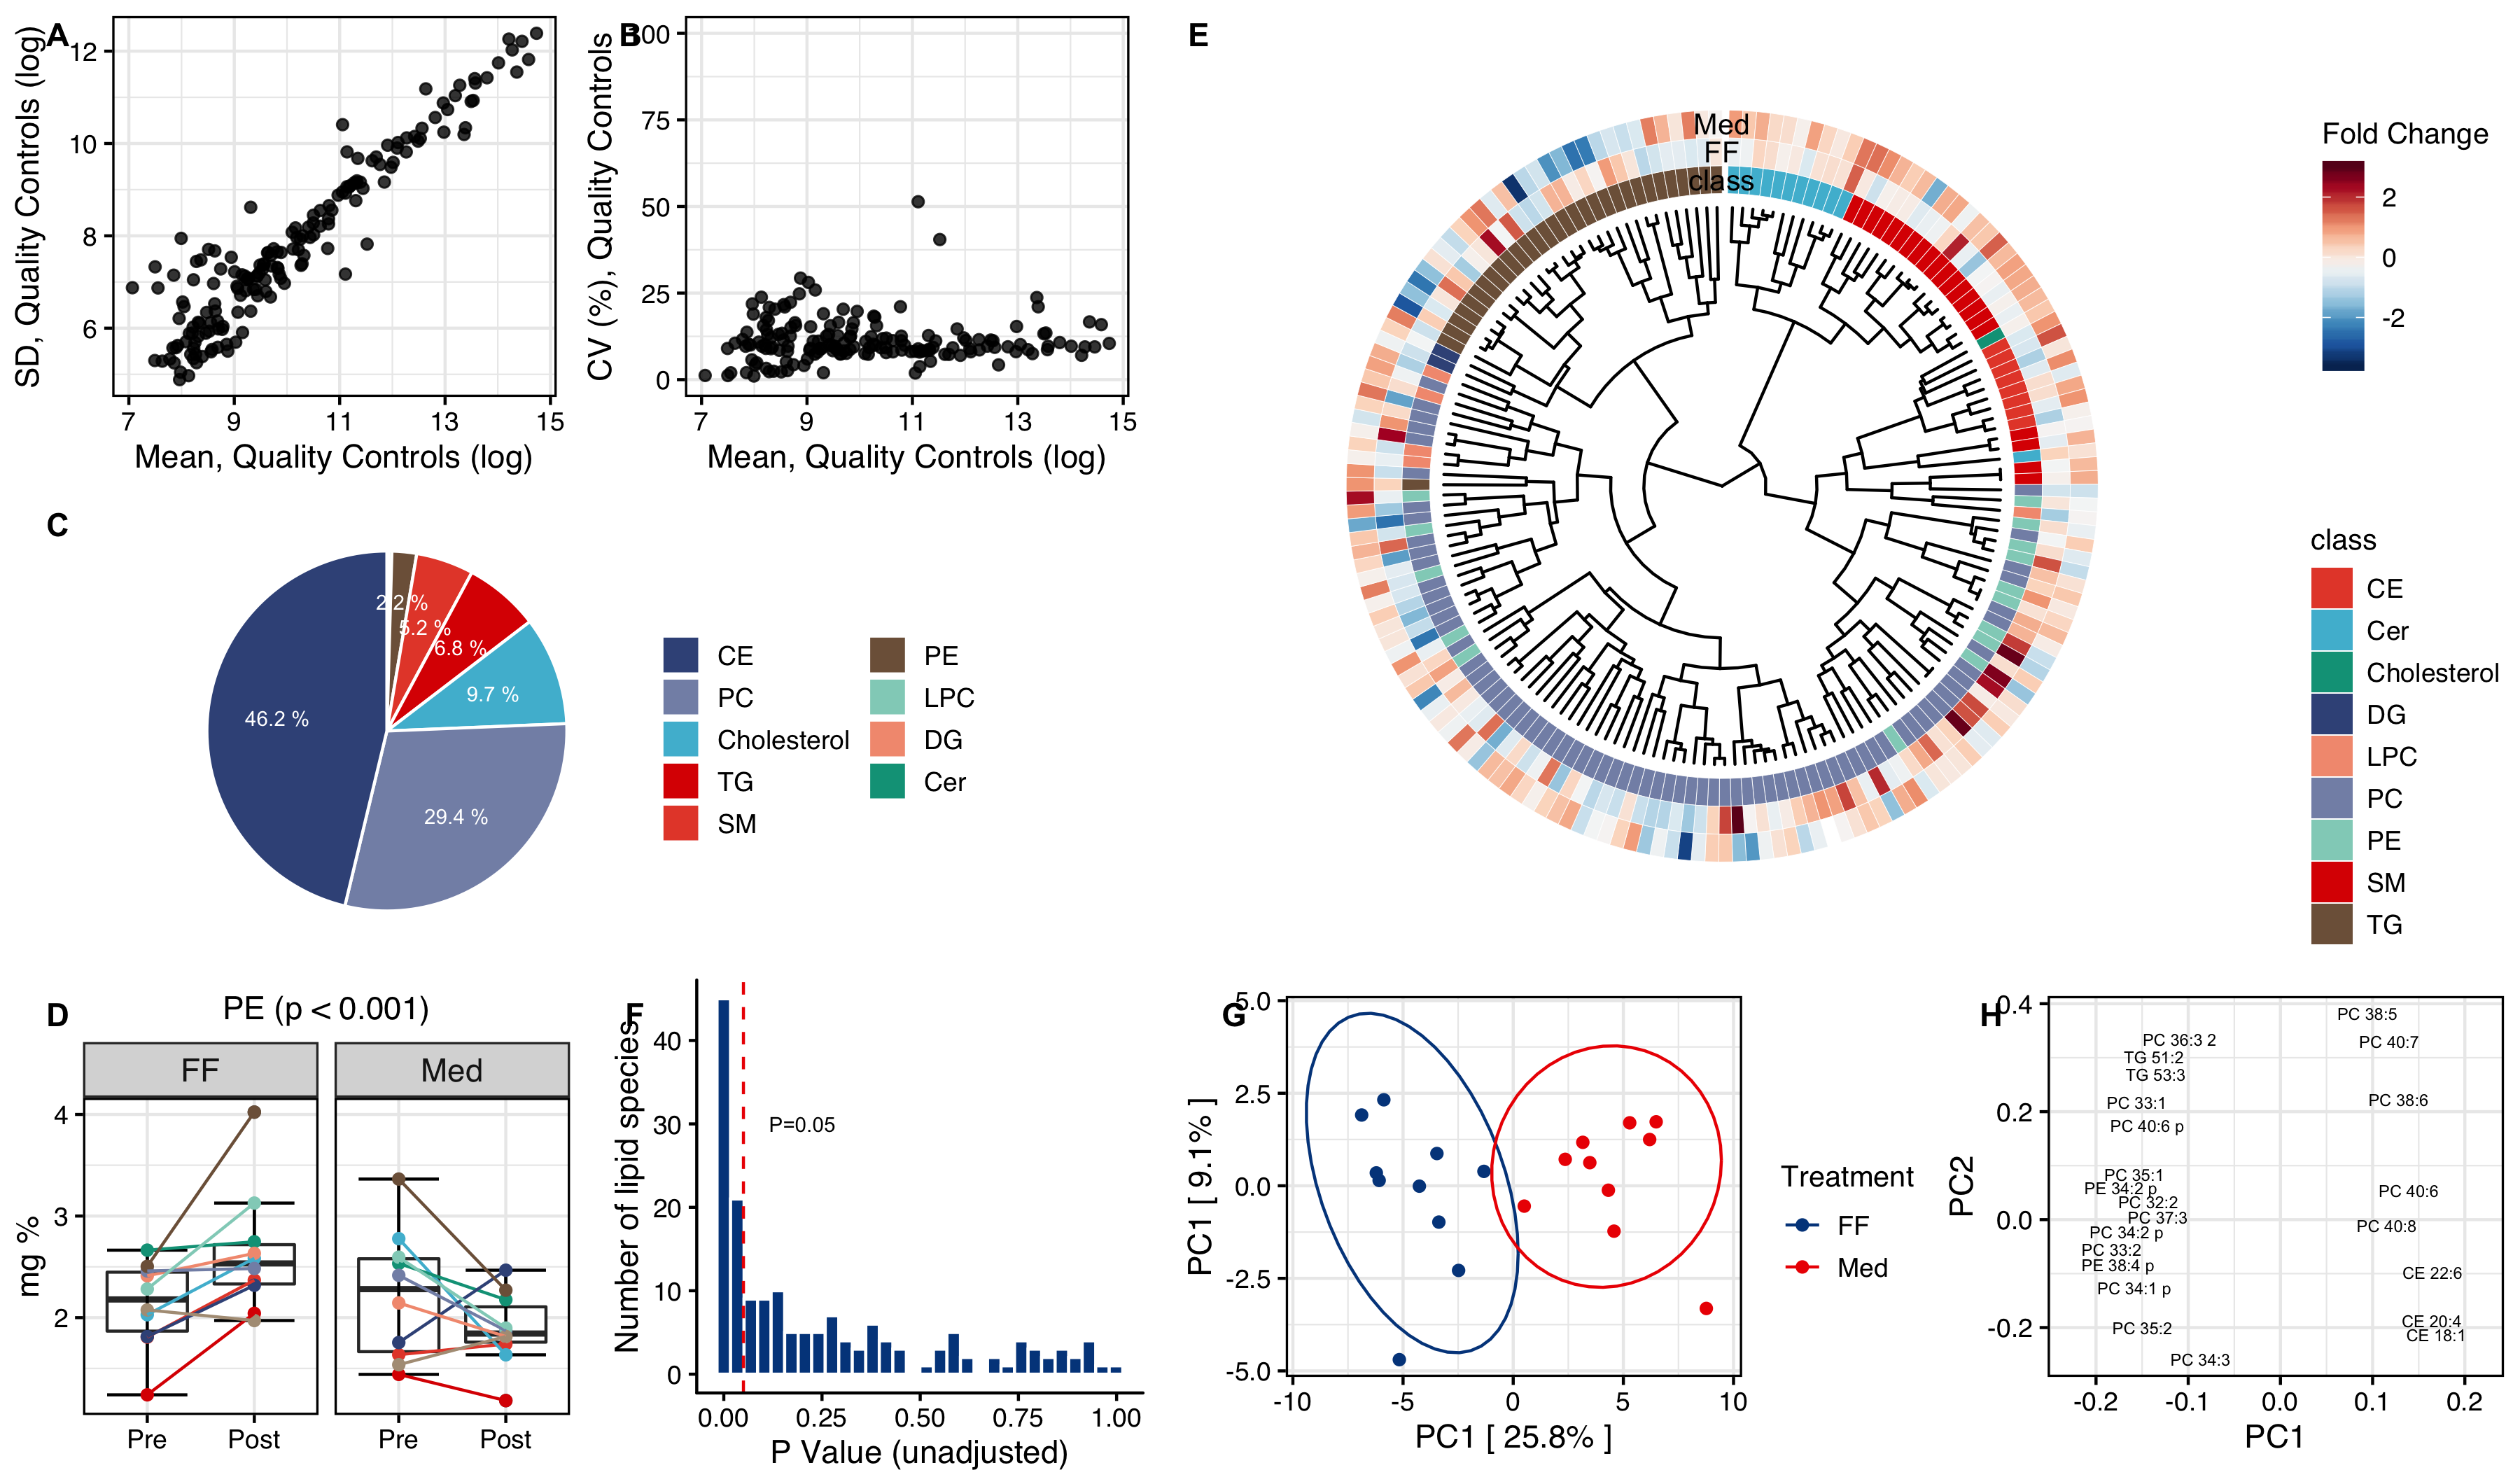 A
SD, Quality Controls (log)
12
10
8
6
7 9 11 13 15
Mean, Quality Controls (log)
B
CV (%), Quality Controls
100
75
50
25
0
7 9 11 13 15
Mean, Quality Controls (log)
C
2.2 %
5.2 %
6.8 %
9.7 %
46.2 %
29.4 %
CE
PC
Cholesterol
TG
SM
PE
LPC
DG
Cer
E
Med
FF
class
Fold Change
2
0
-2
class
CE
Cer
Cholesterol
DG
LPC
PC
PE
SM
TG
D
PE (p < 0.001)
FF
Med
mg %
4
3
2
Pre Post
Pre Post
F
Number of lipid species
40
30
20
10
0
P=0.05
0.00 0.25 0.50 0.75 1.00
P Value (unadjusted)
G
PC1 [ 9.1% ]
5.0
2.5
0.0
-2.5
-5.0
-10 -5 0 5 10
PC1 [ 25.8% ]
Treatment
FF
Med
H
PC2
0.4
0.2
0.0
-0.2
PC 38:5
PC 36:3 2
PC 40:7
TG 51:2
TG 53:3
PC 33:1
PC 38:6
PC 40:6 p
PC 35:1
PE 34:2 p
PC 40:6
PC 32:2
PC 37:3
PC 40:8
PC 34:2 p
PC 33:2
PE 38:4 p
CE 22:6
PC 34:1 p
CE 20:4
PC 35:2
CE 18:1
PC 34:3
-0.2 -0.1 0.0 0.1 0.2
PC1